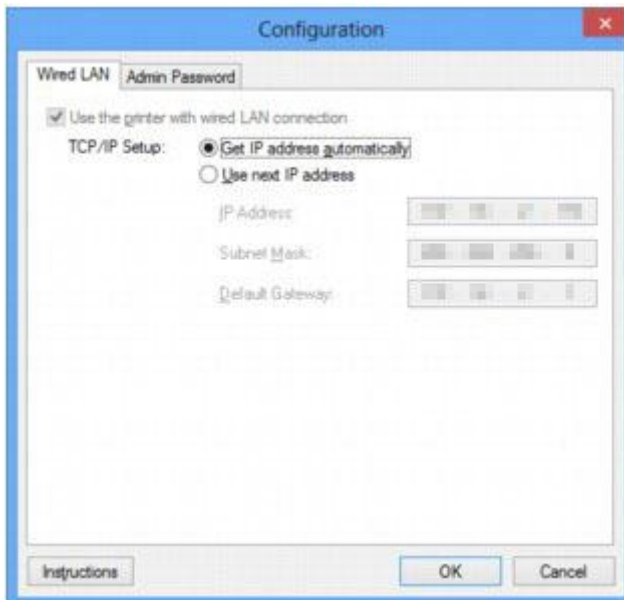 Configuration
Wired LAN
Admin Password
Use the printer with wired LAN connection
TCP/IP Setup:
Get IP address automatically
Use next IP address
IP Address:
Subnet Mask:
Default Gateway:
Instructions
OK
Cancel